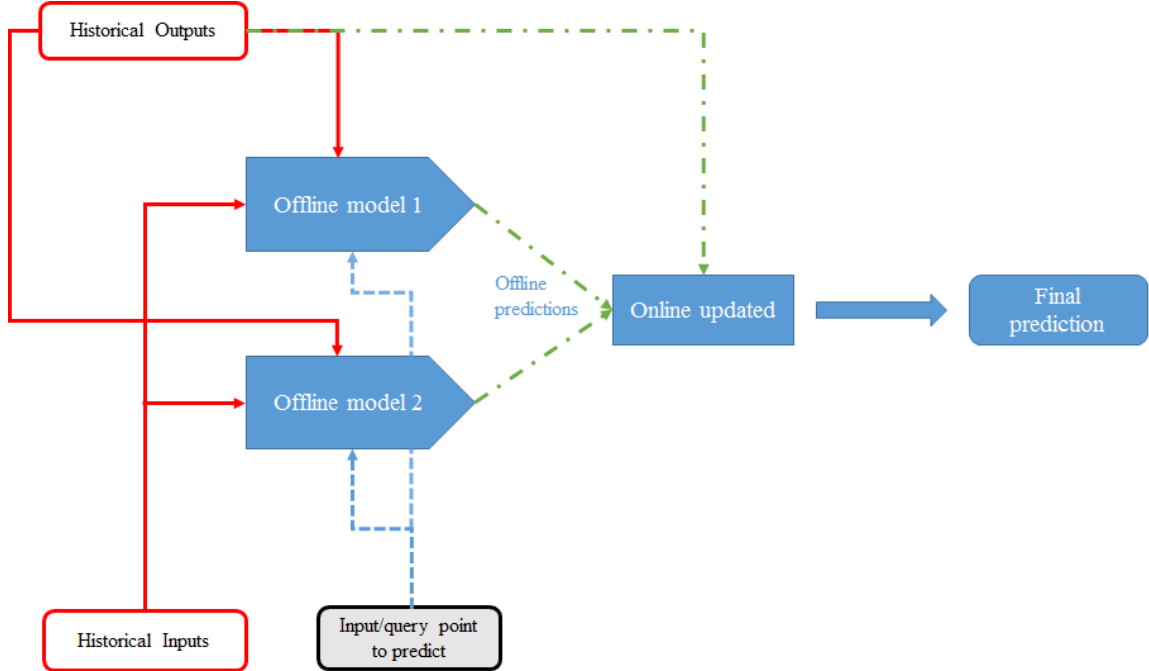 Historical Outputs
Offline model 1
Offline
predictions
Online updated
Final
prediction
Offline model 2
Historical Inputs
Input/query point
to predict